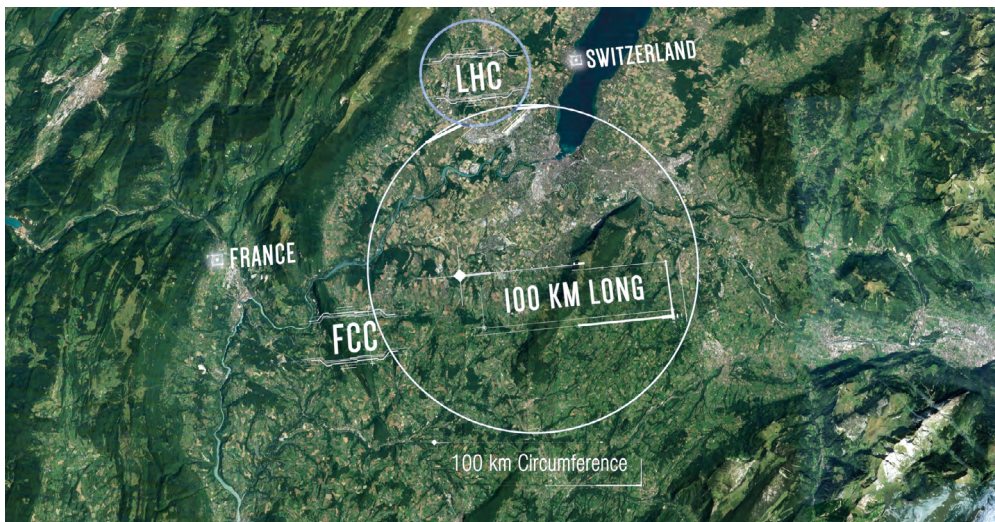 LHC
SWITZERLAND
FRANCE
100 KM LONG
FCC
100 km Circumference